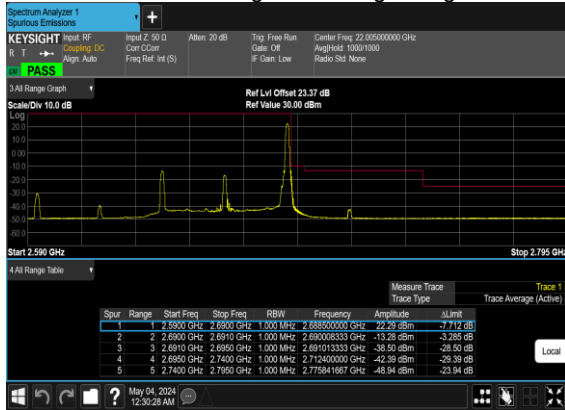 Spectrum Analyzer 1
Spurious Emissions
KEYSIGHT Input: RF Input Z: 50 Ω Atten: 20 dB Trig: Free Run Center Freq: 22.005000000 GHz
R T Coupling: DC Corr CCorr Gate: Off Avg|Hold: 1000/1000
Align: Auto Freq Ref: Int (S) IF Gain: Low Radio Std: None
PASS
3 All Range Graph
Ref Lvl Offset 23.37 dB
Scale/Div 10.0 dB Ref Value 30.00 dBm
Log
20.0
10.0
0.00
-10.0
-20.0
-30.0
-40.0
-50.0
-60.0
Start 2.590 GHz Stop 2.795 GHz
4 All Range Table
Measure Trace Trace 1
Trace Type Trace Average (Active)
Spur Range Start Freq Stop Freq RBW Frequency Amplitude ΔLimit
1 1 2.5900 GHz 2.6900 GHz 1.000 MHz 2.688500000 GHz 22.29 dBm -7.712 dB
2 2 2.6900 GHz 2.6910 GHz 1.000 MHz 2.690008333 GHz -13.28 dBm -3.285 dB
3 3 2.6910 GHz 2.6950 GHz 1.000 MHz 2.691013333 GHz -38.50 dBm -28.50 dB
4 4 2.6950 GHz 2.7400 GHz 1.000 MHz 2.712400000 GHz -42.39 dBm -29.39 dB
5 5 2.7400 GHz 2.7950 GHz 1.000 MHz 2.775841667 GHz -48.94 dBm -23.94 dB
Local
May 04, 2024
12:30:28 AM